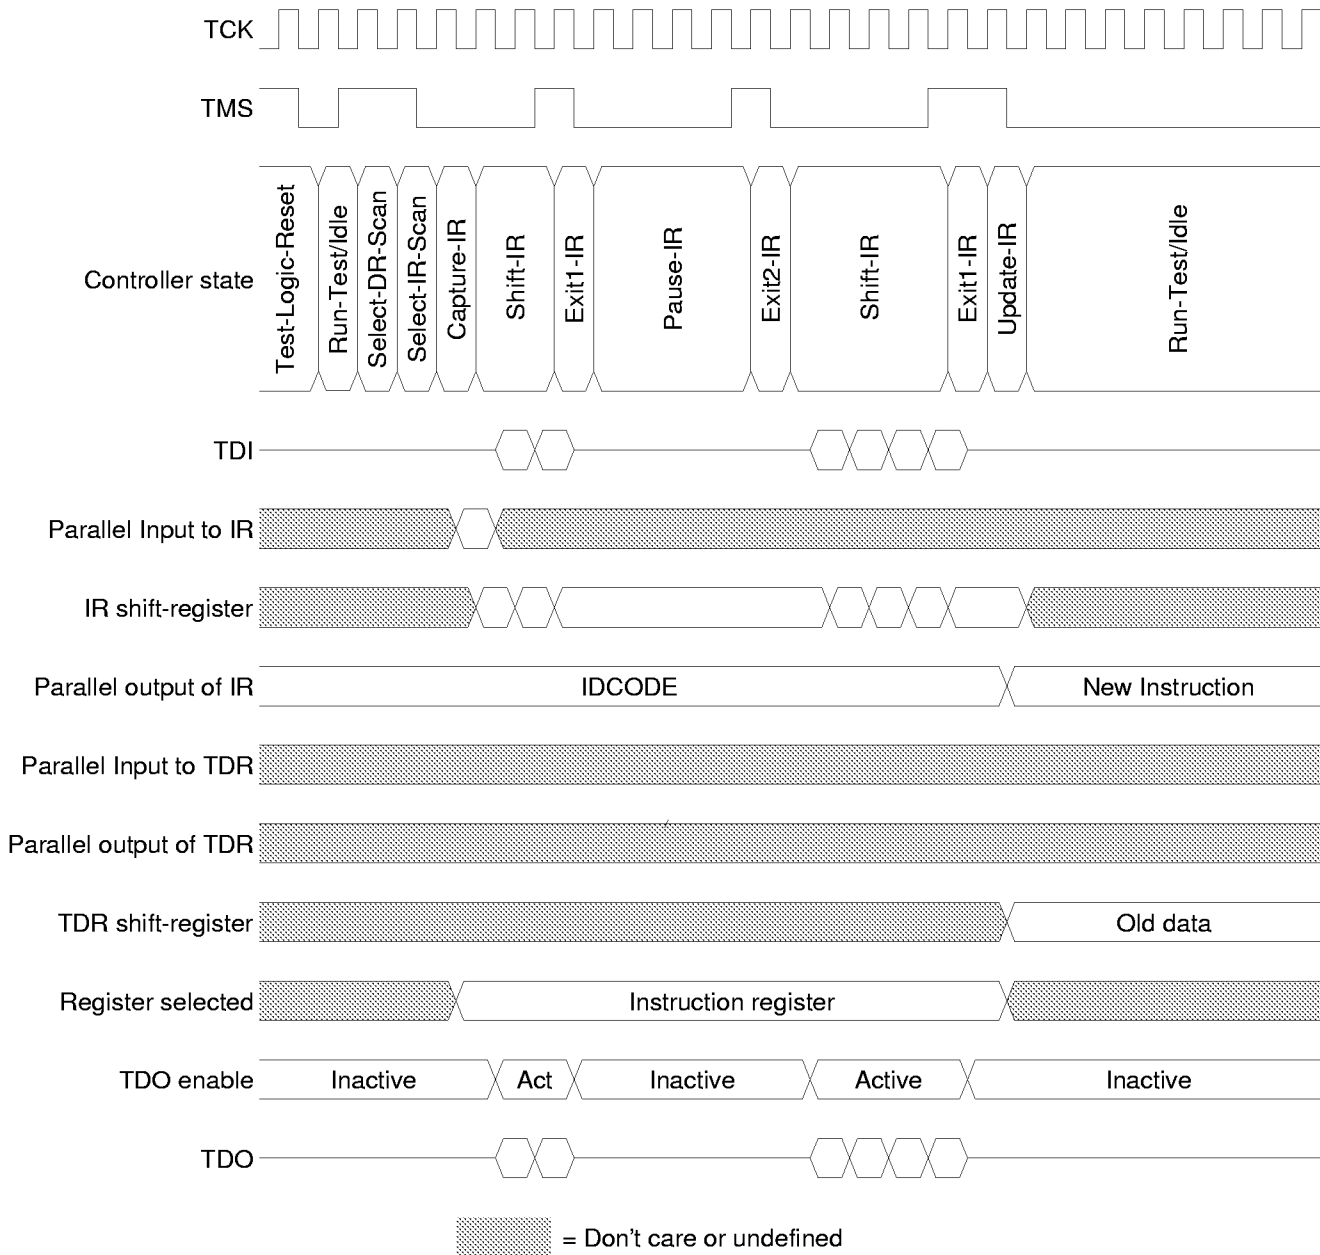 TCK
TMS
Controller state
Test-Logic-Reset
Run-Test/Idle
Select-DR-Scan
Select-IR-Scan
Capture-IR
Shift-IR
Exit1-IR
Pause-IR
Exit2-IR
Shift-IR
Exit1-IR
Update-IR
Run-Test/Idle
TDI
Parallel Input to IR
IR shift-register
Parallel output of IR
IDCODE
New Instruction
Parallel Input to TDR
Parallel output of TDR
TDR shift-register
Old data
Register selected
Instruction register
TDO enable
Inactive
Act
Inactive
Active
Inactive
TDO
= Don't care or undefined